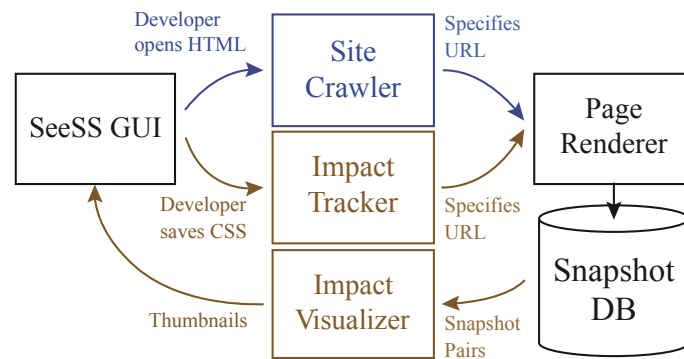 Developer
opens HTML
Site
Crawler
Specifies
URL
SeeSS GUI
Page
Renderer
Impact
Tracker
Developer
saves CSS
Specifies
URL
Snapshot
DB
Impact
Visualizer
Thumbnails
Snapshot
Pairs